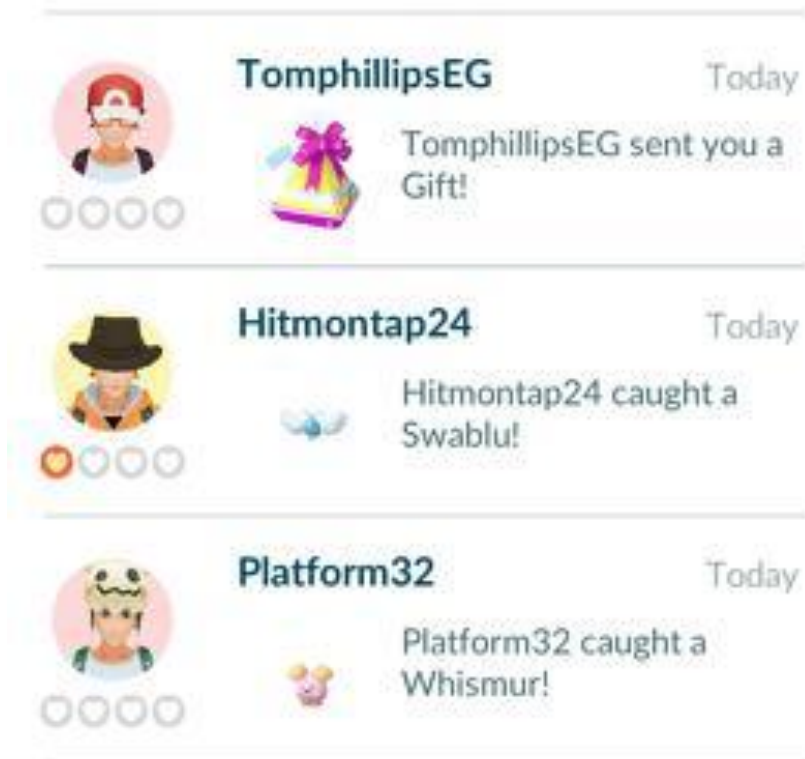 TomphillipsEG Today
TomphillipsEG sent you a
Gift!
Hitmontap24 Today
Hitmontap24 caught a
Swablu!
Platform32 Today
Platform32 caught a
Whismur!